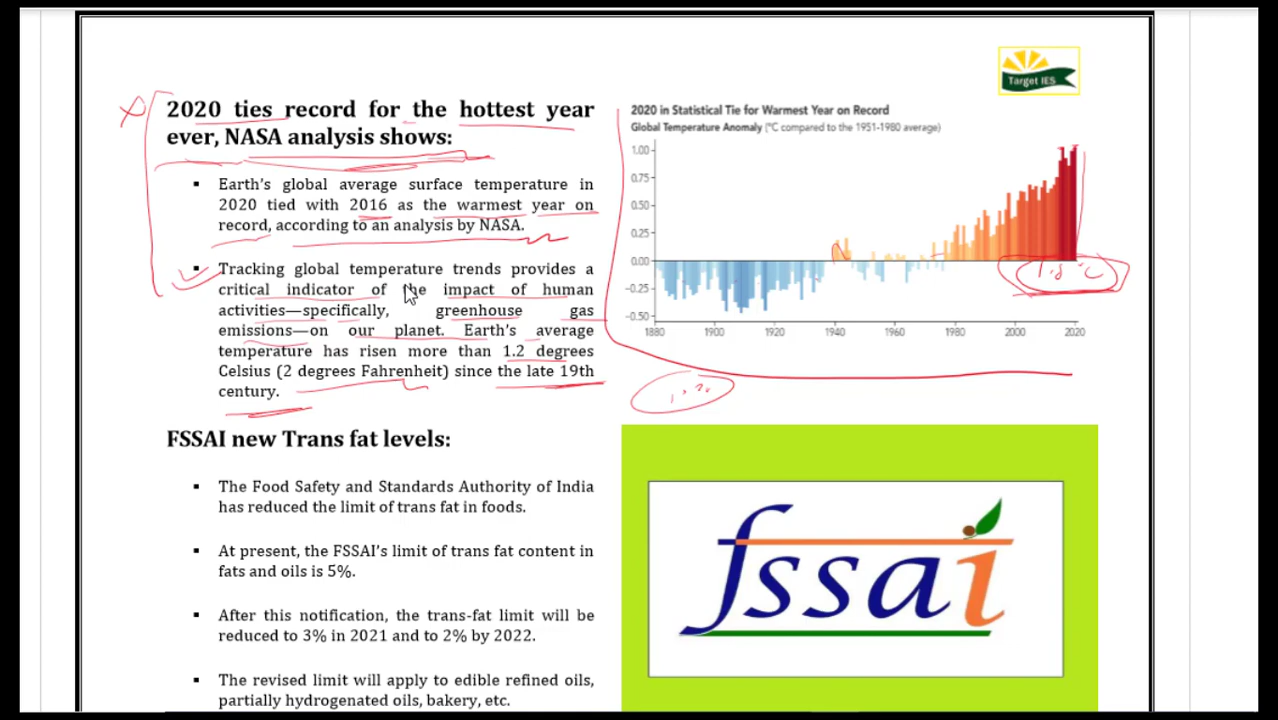 Target IES
2020 ties record for the hottest year
ever, NASA analysis shows:
▪ Earth's global average surface temperature in
2020 tied with 2016 as the warmest year on
record, according to an analysis by NASA.
▪ Tracking global temperature trends provides a
critical indicator of the impact of human
activities—specifically, greenhouse gas
emissions—on our planet. Earth's average
temperature has risen more than 1.2 degrees
Celsius (2 degrees Fahrenheit) since the late 19th
century.
2020 in Statistical Tie for Warmest Year on Record
Global Temperature Anomaly (°C compared to the 1951-1980 average)
1.00
0.75
0.50
0.25
0.00
-0.25
-0.50
1880 1900 1920 1940 1960 1980 2000 2020
FSSAI new Trans fat levels:
▪ The Food Safety and Standards Authority of India
has reduced the limit of trans fat in foods.
▪ At present, the FSSAI's limit of trans fat content in
fats and oils is 5%.
▪ After this notification, the trans-fat limit will be
reduced to 3% in 2021 and to 2% by 2022.
▪ The revised limit will apply to edible refined oils,
partially hydrogenated oils, bakery, etc.
fssai